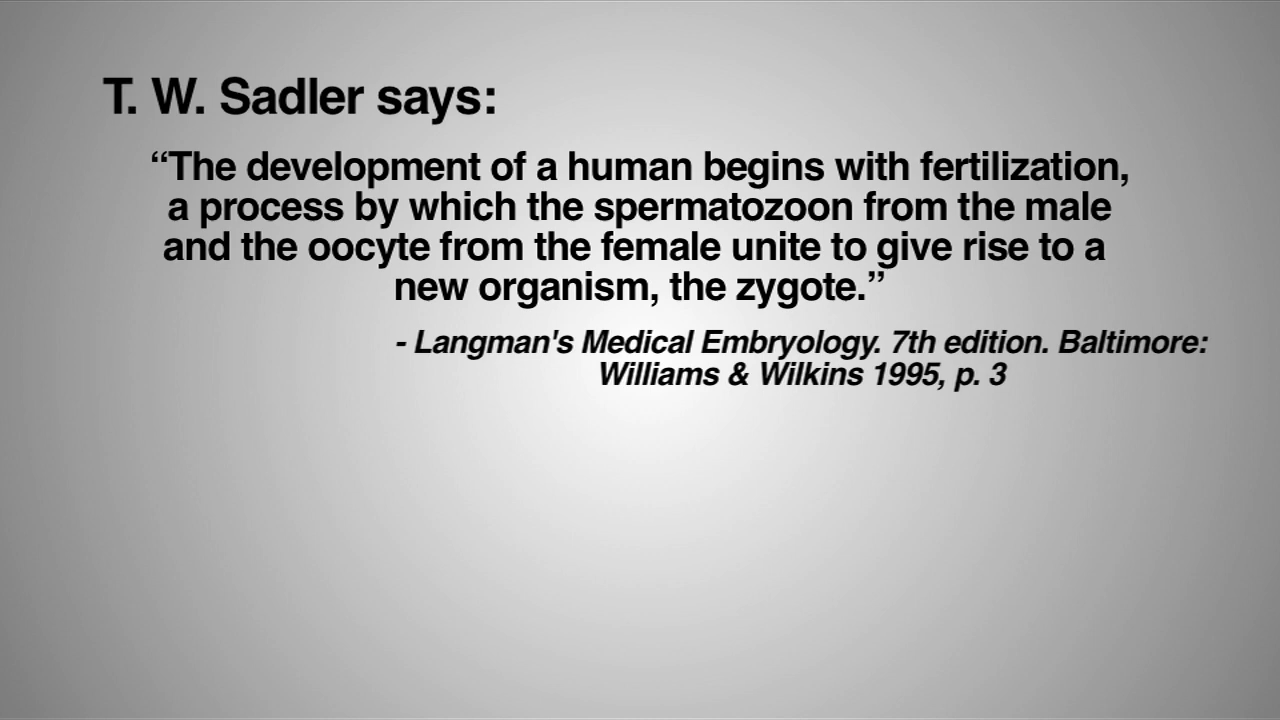 T. W. Sadler says:
“The development of a human begins with fertilization,
a process by which the spermatozoon from the male
and the oocyte from the female unite to give rise to a
new organism, the zygote.”
- Langman's Medical Embryology. 7th edition. Baltimore:
Williams & Wilkins 1995, p. 3